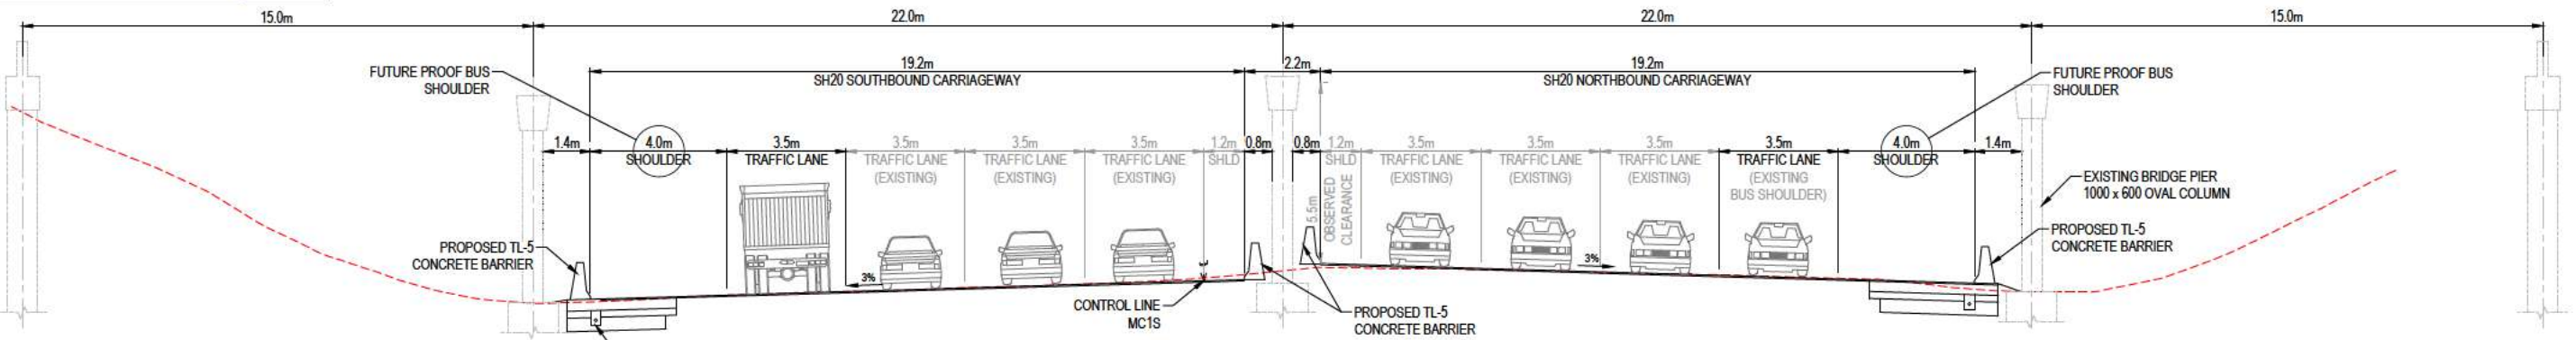 15.0m
22.0m
22.0m
15.0m
19.2m
SH20 SOUTHBOUND CARRIAGEWAY
2.2m
19.2m
SH20 NORTHBOUND CARRIAGEWAY
FUTURE PROOF BUS
SHOULDER
FUTURE PROOF BUS
SHOULDER
1.4m
4.0m
SHOULDER
3.5m
TRAFFIC LANE
3.5m
TRAFFIC LANE
(EXISTING)
3.5m
TRAFFIC LANE
(EXISTING)
3.5m
TRAFFIC LANE
(EXISTING)
1.2m
SHLD
0.8m
0.8m
1.2m
SHLD
3.5m
TRAFFIC LANE
(EXISTING)
3.5m
TRAFFIC LANE
(EXISTING)
3.5m
TRAFFIC LANE
(EXISTING)
3.5m
TRAFFIC LANE
(EXISTING
BUS SHOULDER)
4.0m
SHOULDER
1.4m
5.5m
OBSERVED
CLEARANCE
EXISTING BRIDGE PIER
1000 x 600 OVAL COLUMN
PROPOSED TL-5
CONCRETE BARRIER
PROPOSED TL-5
CONCRETE BARRIER
3%
3%
CONTROL LINE
MC1S
PROPOSED TL-5
CONCRETE BARRIER